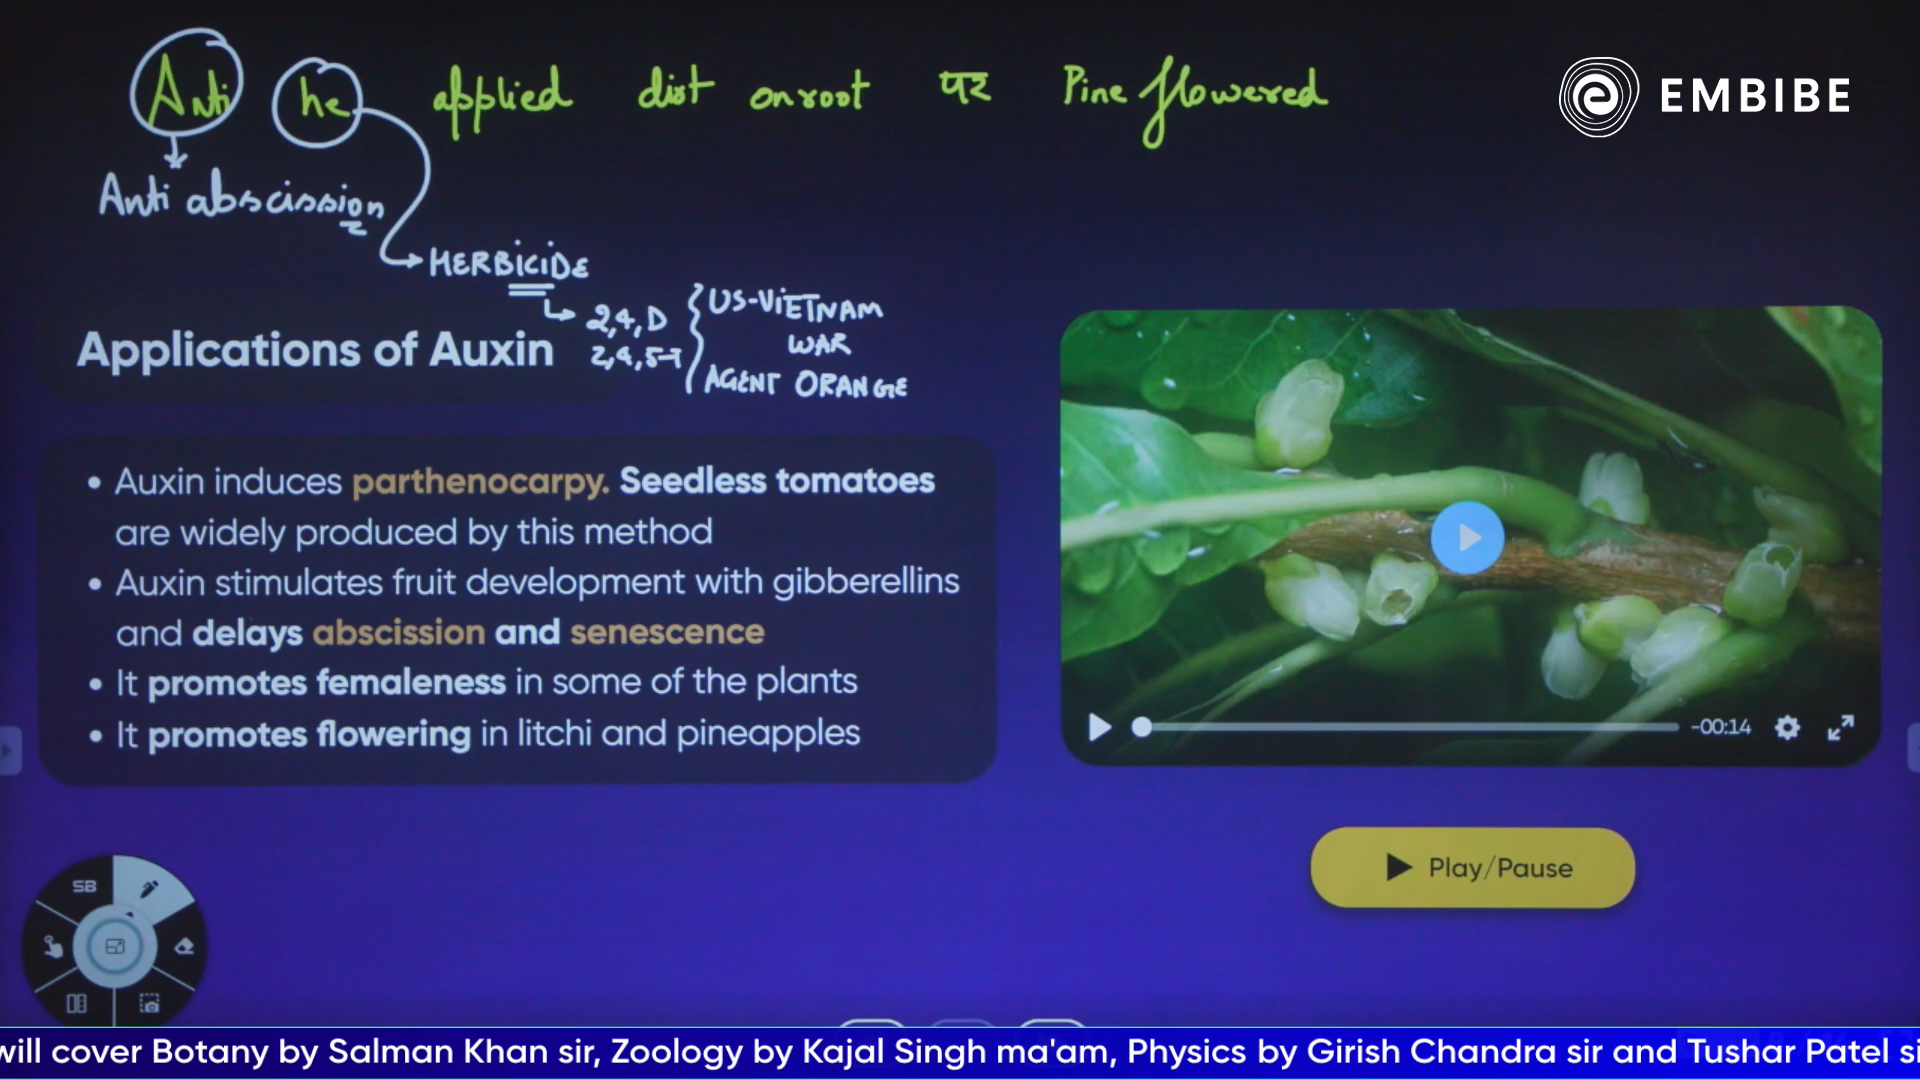 Anti he applied dist on root पर Pine flowered
EMBIBE
Anti abscission
HERBICIDE
2,4,D
2,4,5-T
US-VIETNAM
WAR
AGENT ORANGE
Applications of Auxin
• Auxin induces parthenocarpy. Seedless tomatoes
are widely produced by this method
• Auxin stimulates fruit development with gibberellins
and delays abscission and senescence
• It promotes femaleness in some of the plants
• It promotes flowering in litchi and pineapples
-00:14
Play/Pause
SB
will cover Botany by Salman Khan sir, Zoology by Kajal Singh ma'am, Physics by Girish Chandra sir and Tushar Patel si